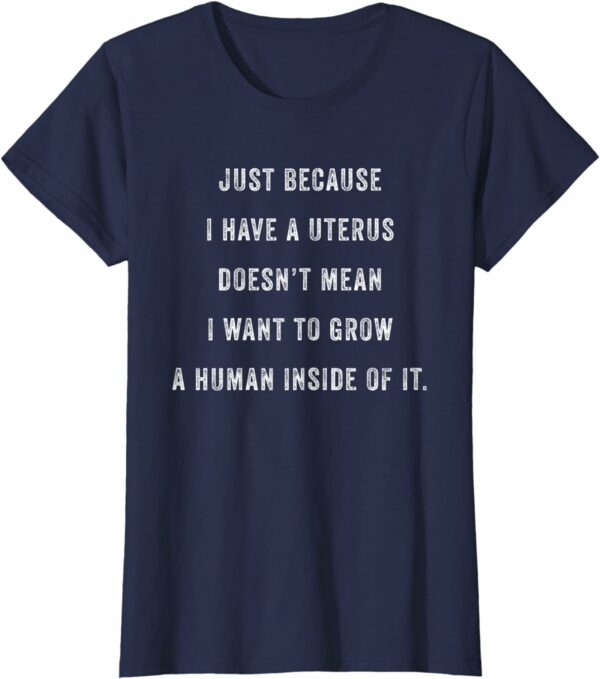 JUST BECAUSE
I HAVE A UTERUS
DOESN'T MEAN
I WANT TO GROW
A HUMAN INSIDE OF IT.